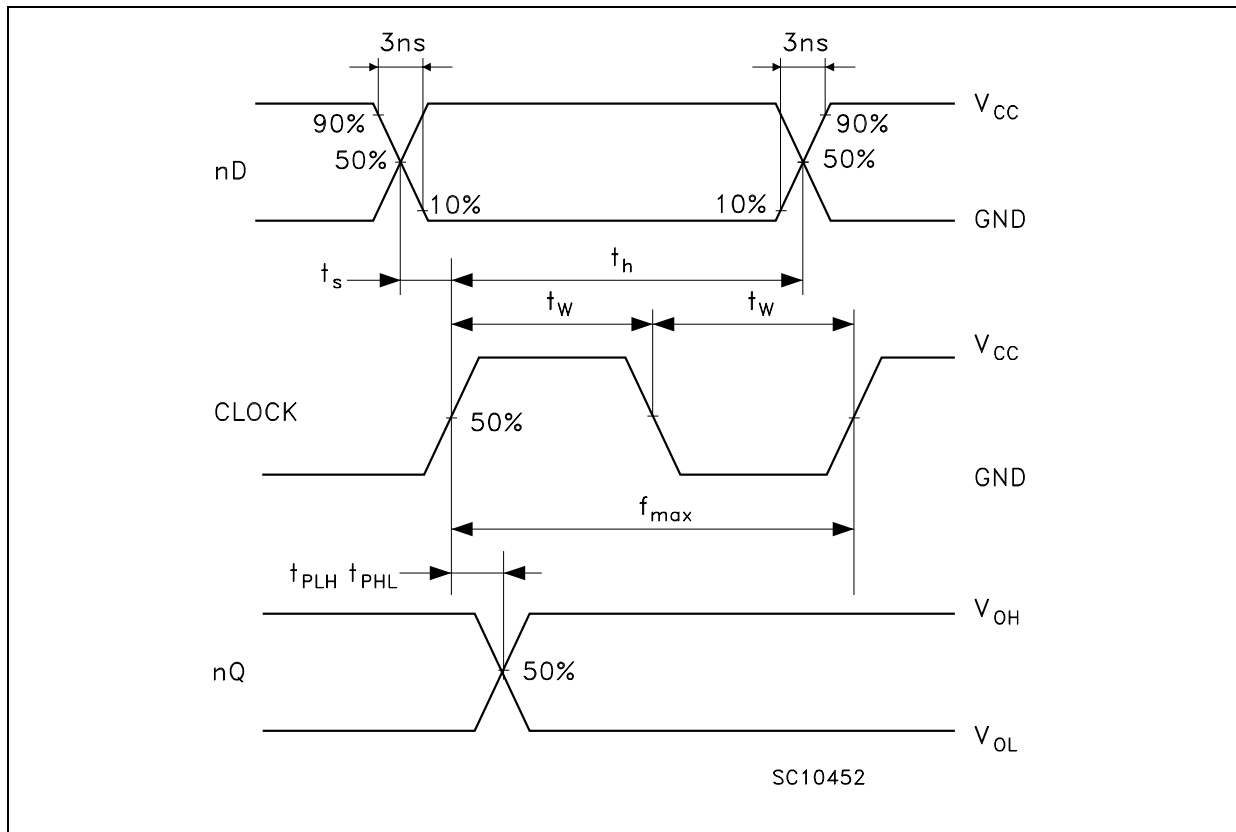 3ns 3ns
V_CC
90% 90%
nD 50% 50%
10% 10%
GND
t_s t_h
t_W t_W
V_CC
CLOCK 50%
GND
f_max
t_PLH t_PHL
V_OH
nQ 50%
V_OL
SC10452